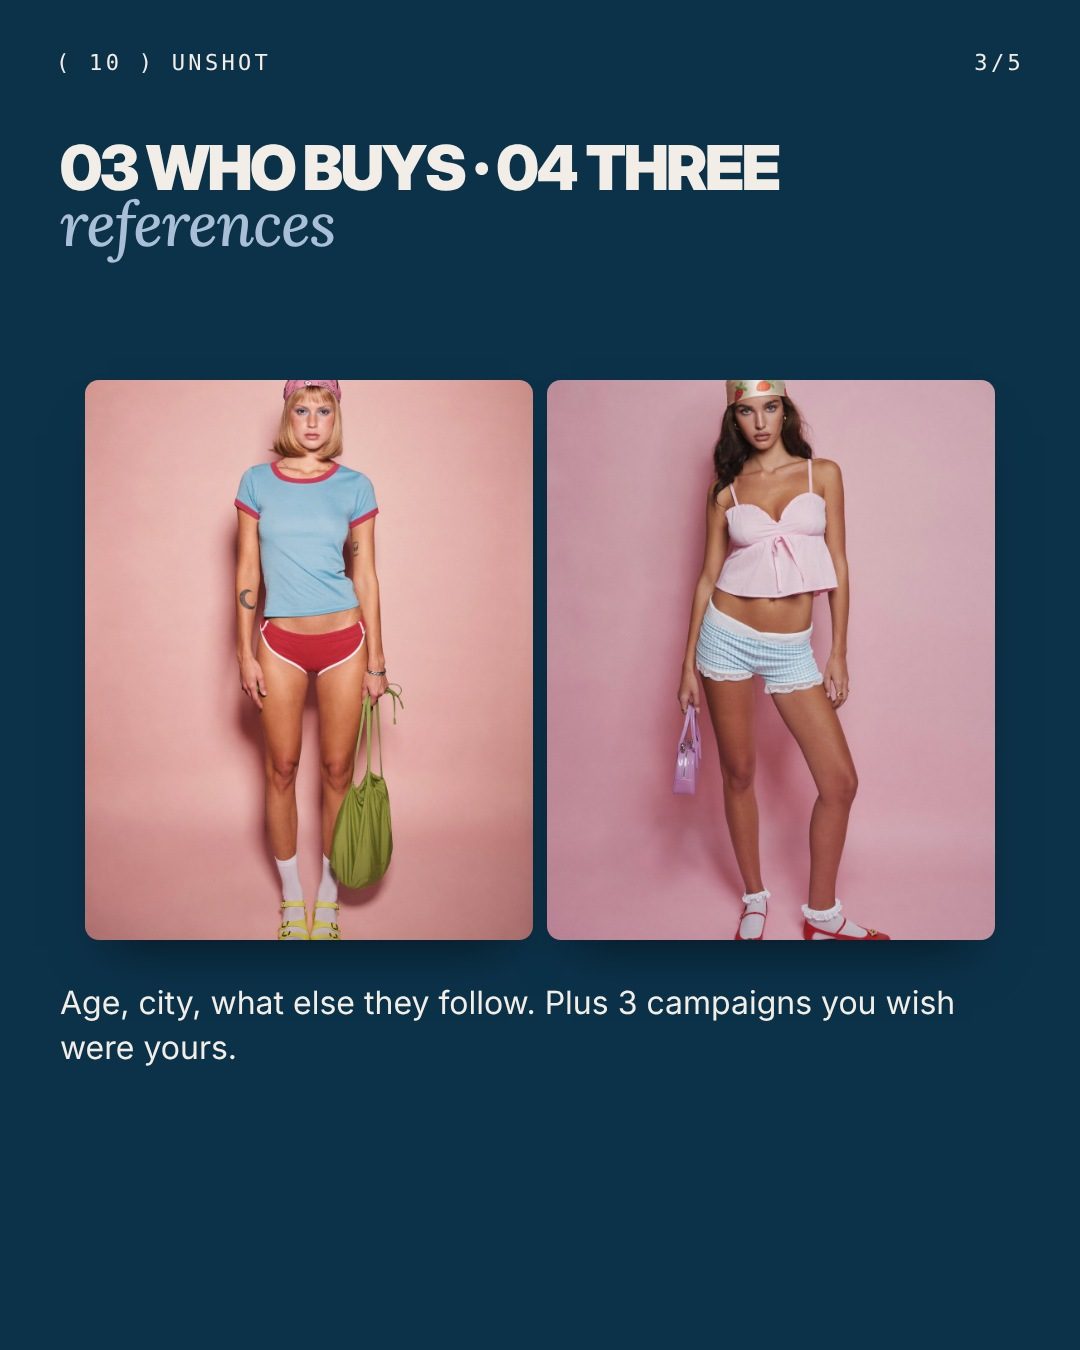 ( 10 ) UNSHOT
3/5
03 WHO BUYS · 04 THREE
references
Age, city, what else they follow. Plus 3 campaigns you wish
were yours.